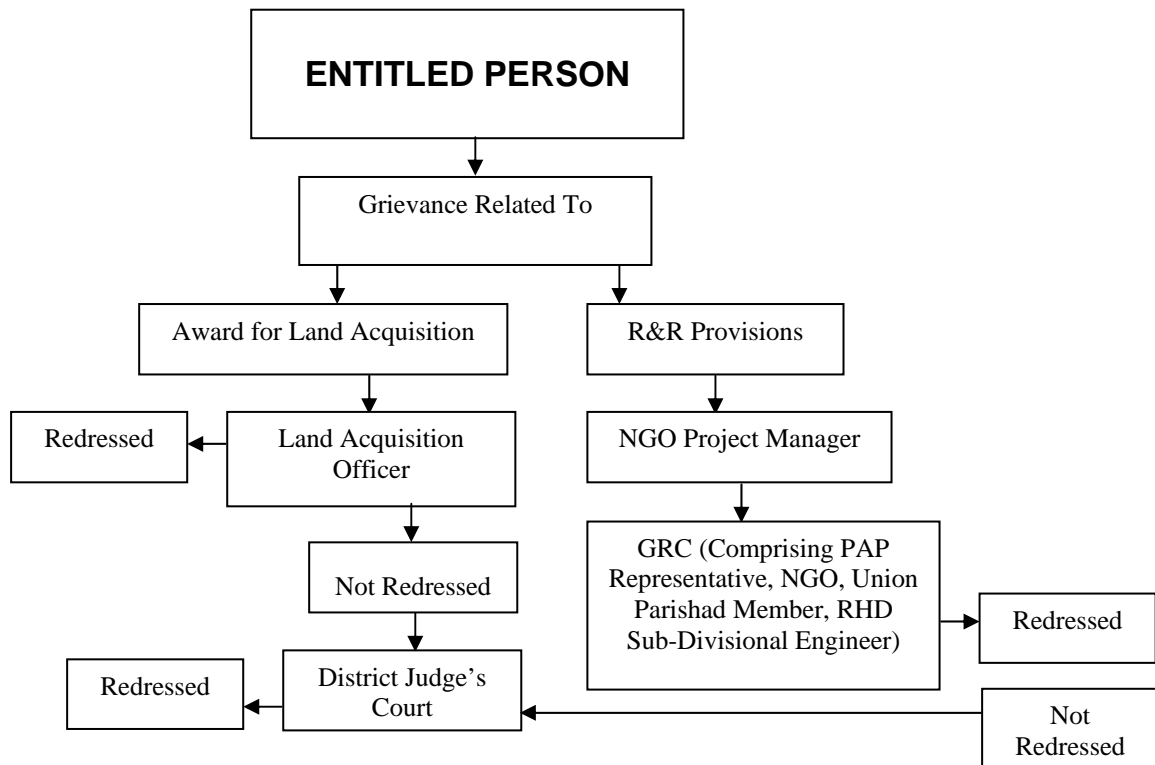 ENTITLED PERSON
Grievance Related To
Award for Land Acquisition
R&R Provisions
Redressed
Land Acquisition
Officer
NGO Project Manager
Not Redressed
GRC (Comprising PAP
Representative, NGO, Union
Parishad Member, RHD
Sub-Divisional Engineer)
Redressed
Redressed
District Judge’s
Court
Not
Redressed